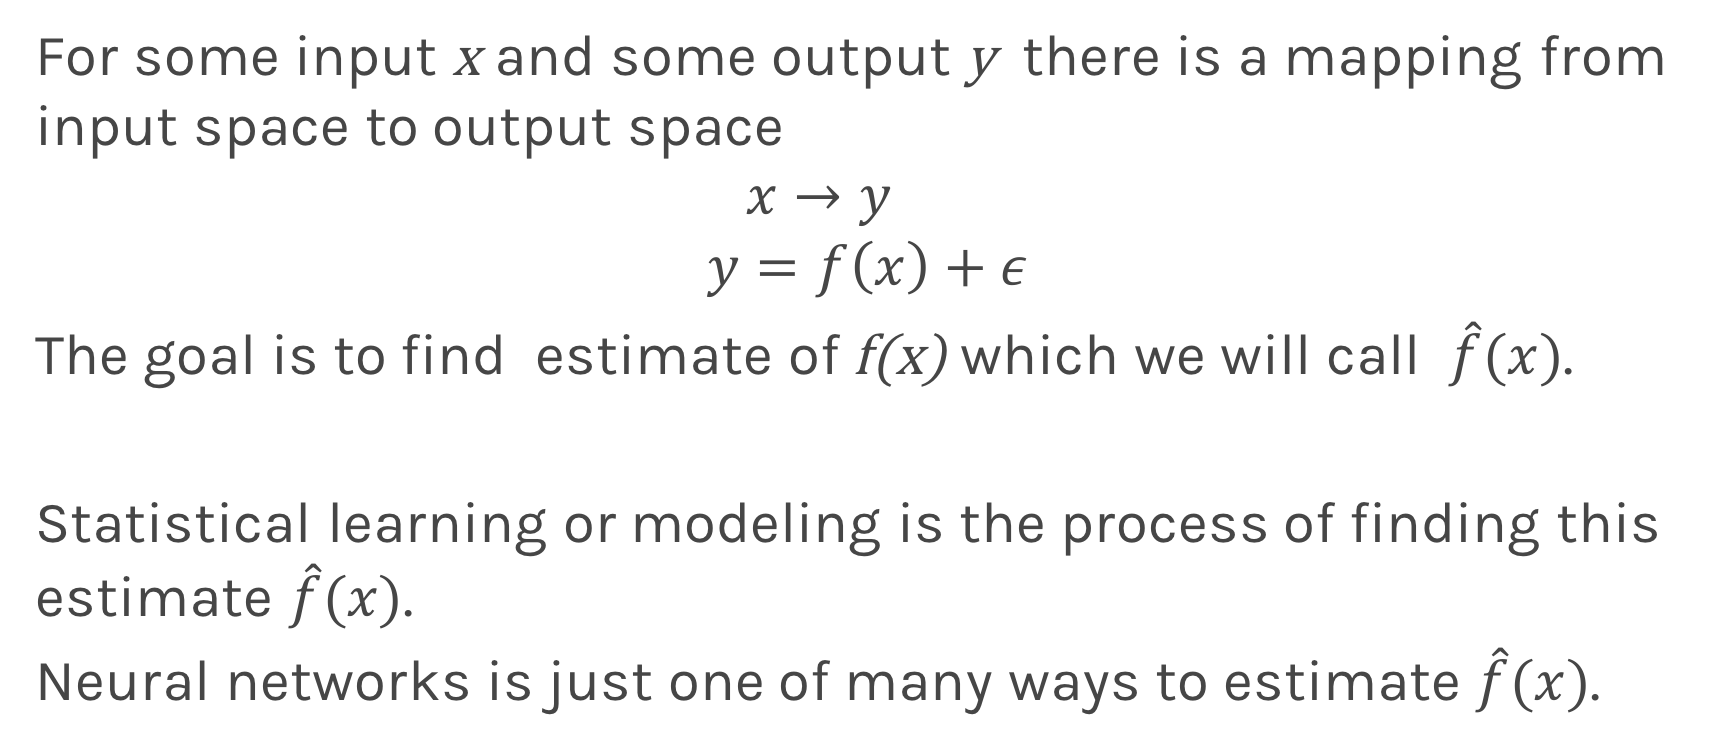 For some input x and some output y there is a mapping from
input space to output space
x → y
y = f(x) + ϵ
The goal is to find estimate of f(x) which we will call f̂(x).
Statistical learning or modeling is the process of finding this
estimate f̂(x).
Neural networks is just one of many ways to estimate f̂(x).